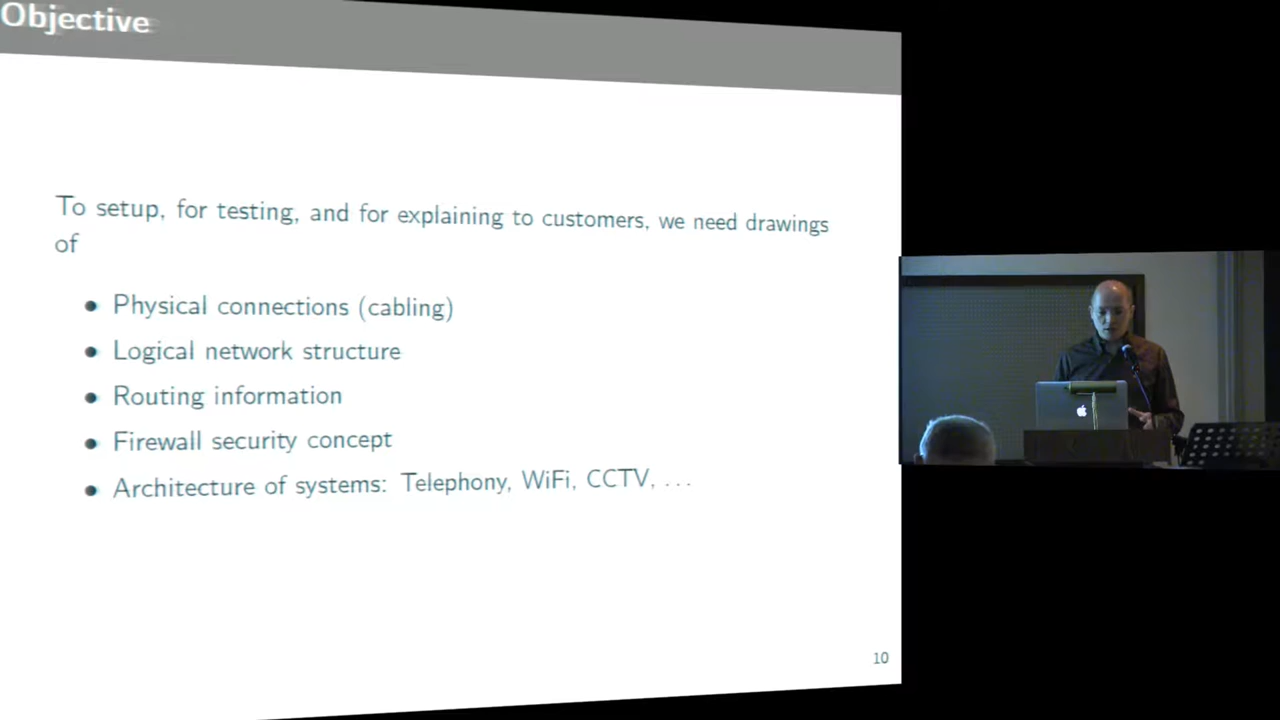 Objective
To setup, for testing, and for explaining to customers, we need drawings
of
• Physical connections (cabling)
• Logical network structure
• Routing information
• Firewall security concept
• Architecture of systems: Telephony, WiFi, CCTV, ...
10